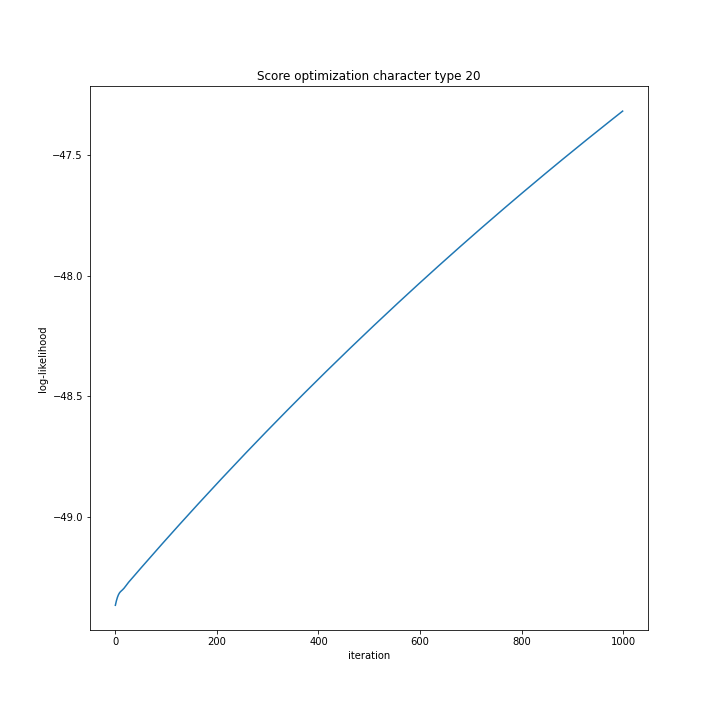 Score optimization character type 20
log-likelihood
−47.5
−48.0
−48.5
−49.0
0 200 400 600 800 1000
iteration